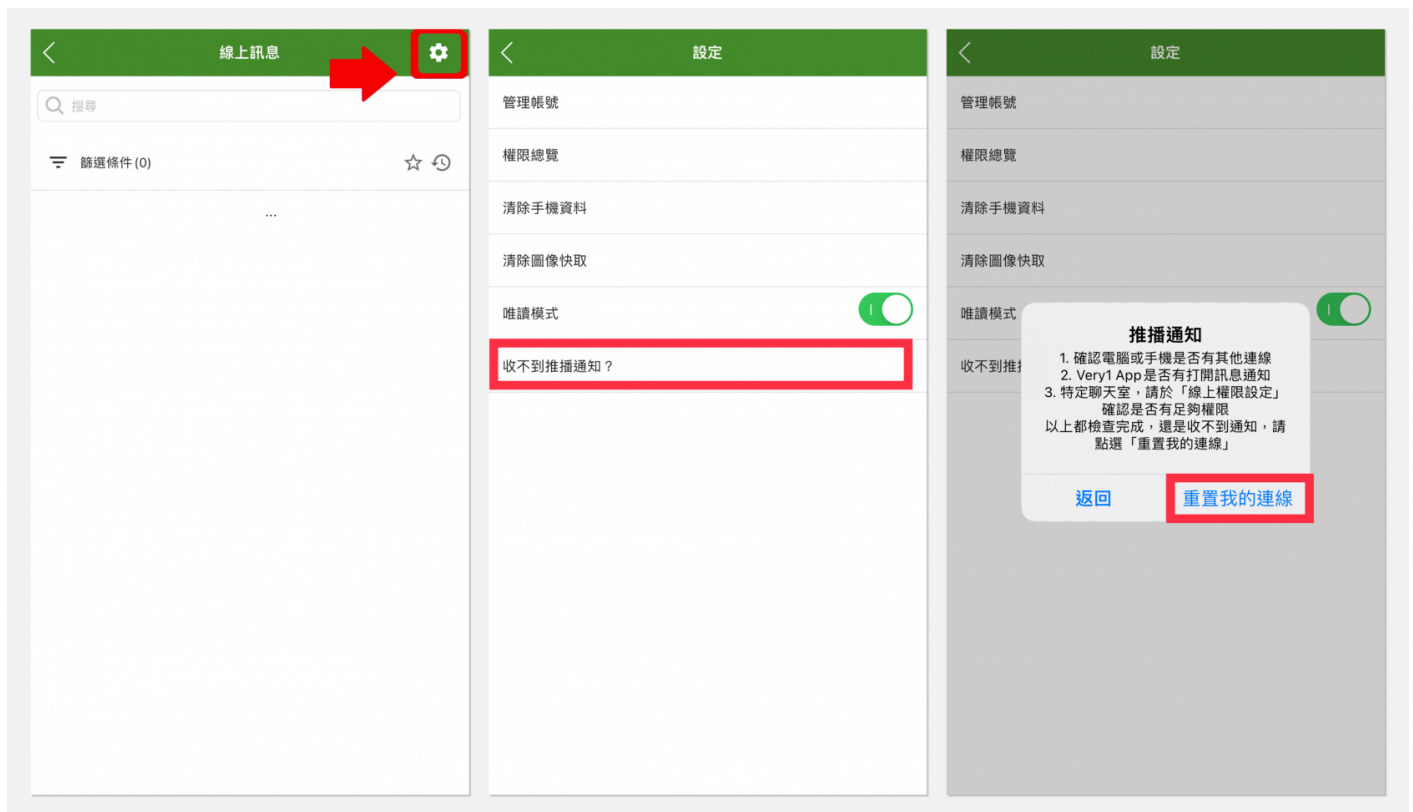 線上訊息
搜尋
篩選條件 (0)
...
設定
管理帳號
權限總覽
清除手機資料
清除圖像快取
唯讀模式
收不到推播通知？
設定
管理帳號
權限總覽
清除手機資料
清除圖像快取
唯讀模式
收不到推
推播通知
1. 確認電腦或手機是否有其他連線
2. Very1 App是否有打開訊息通知
3. 特定聊天室，請於「線上權限設定」
確認是否有足夠權限
以上都檢查完成，還是收不到通知，請
點選「重置我的連線」
返回
重置我的連線